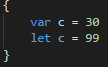 {
    var c = 30
    let c = 99
}